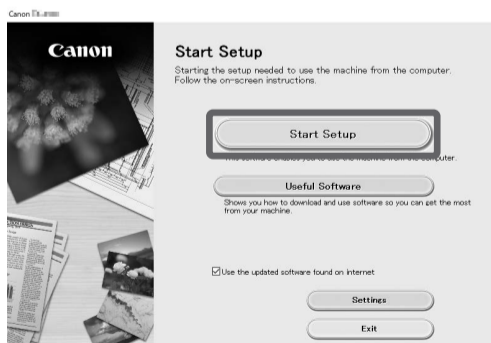 Canon
Canon
Start Setup
Starting the setup needed to use the machine from the computer.
Follow the on-screen instructions.
Start Setup
Useful Software
Shows you how to download and use software so you can get the most
from your machine.
Use the updated software found on internet
Settings
Exit